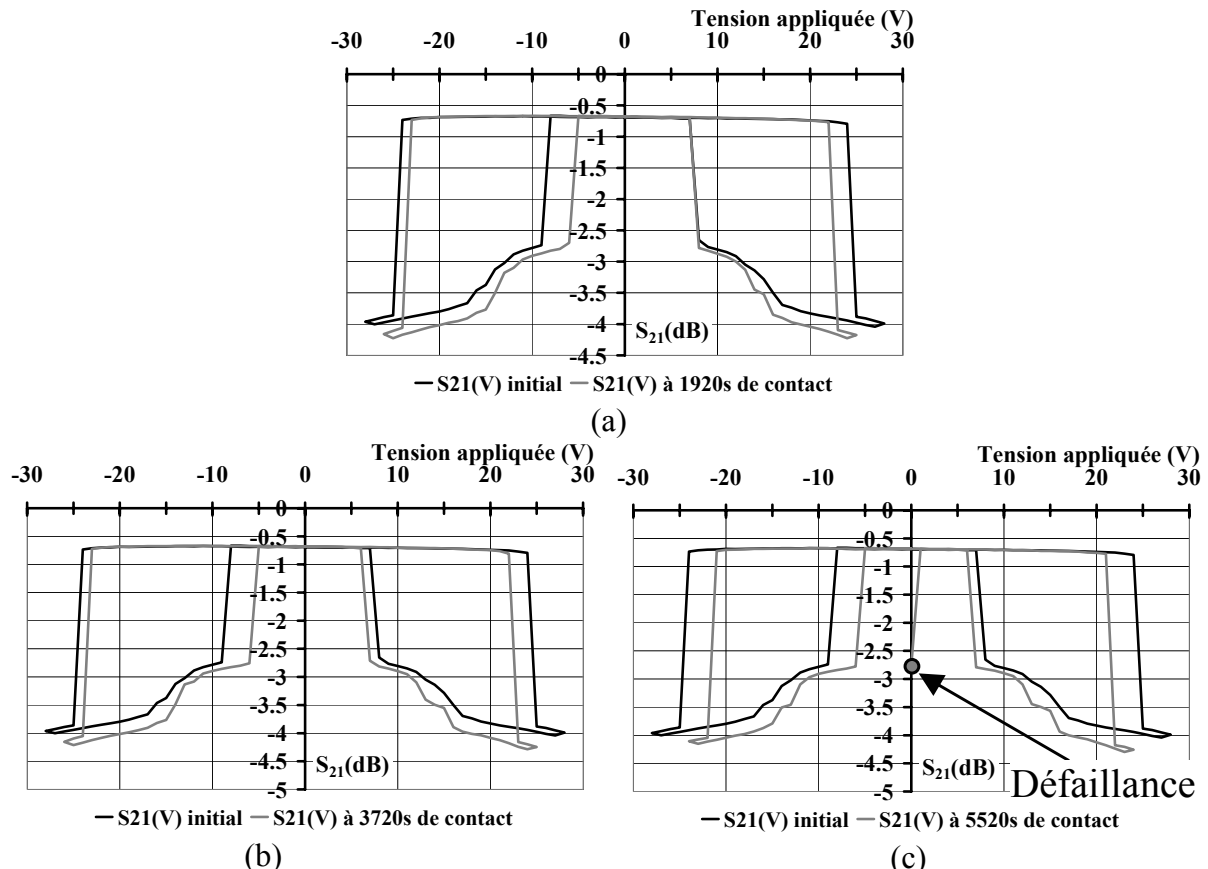 Tension appliquée (V)
-30 -20 -10 0 10 20 30
0
-0.5
-1
-1.5
-2
-2.5
-3
-3.5
-4
-4.5
S21(dB)
S21(V) initial S21(V) à 1920s de contact
(a)
Tension appliquée (V)
-30 -20 -10 0 10 20 30
0
-0.5
-1
-1.5
-2
-2.5
-3
-3.5
-4
-4.5
-5
S21(dB)
S21(V) initial S21(V) à 3720s de contact
(b)
Tension appliquée (V)
-30 -20 -10 0 10 20 30
0
-0.5
-1
-1.5
-2
-2.5
-3
-3.5
-4
-4.5
-5
S21(dB)
Défaillance
S21(V) initial S21(V) à 5520s de contact
(c)